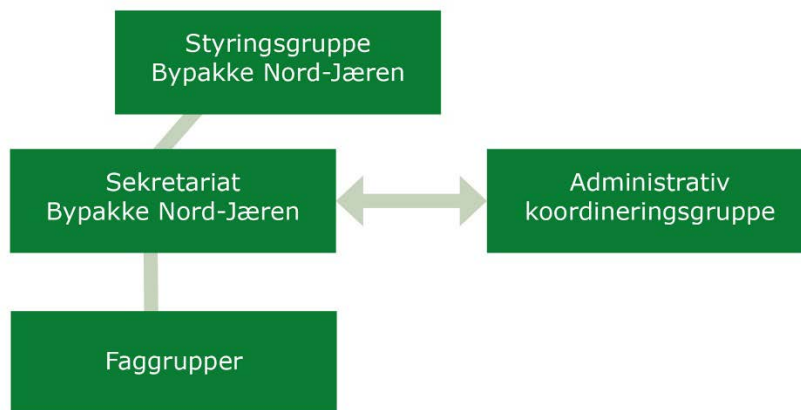 Styringsgruppe
Bypakke Nord-Jæren
Sekretariat
Bypakke Nord-Jæren
Administrativ
koordineringsgruppe
Faggrupper